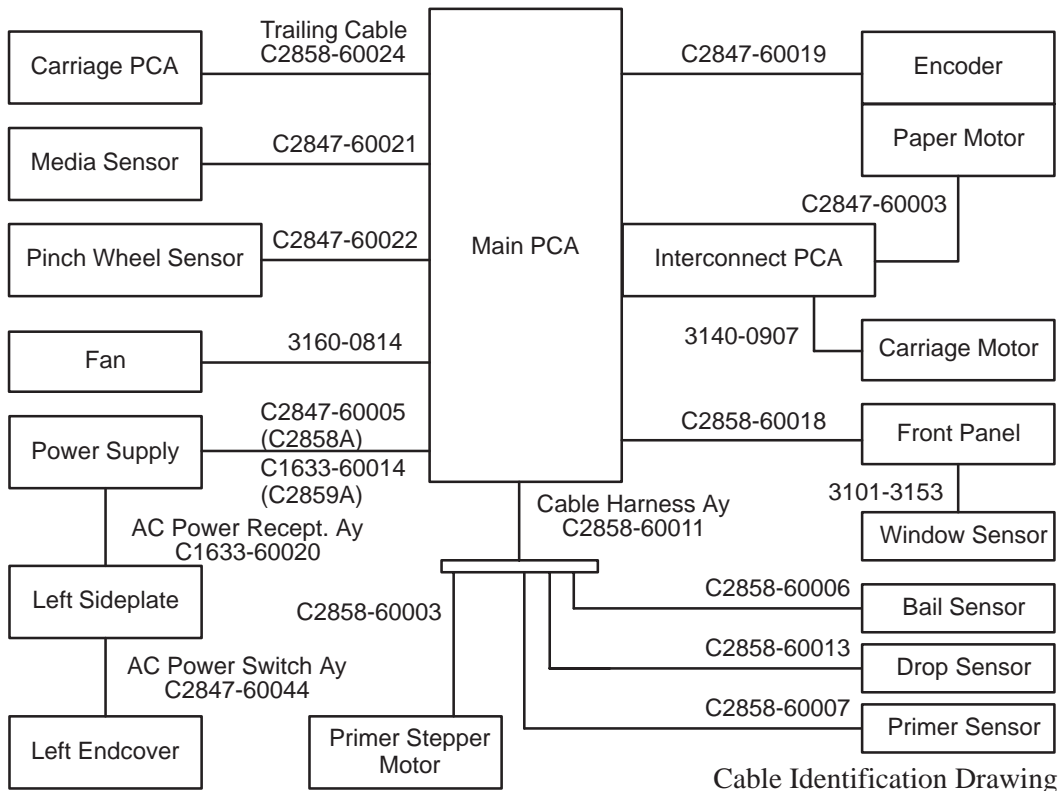 Trailing Cable
C2858-60024
Carriage PCA
C2847-60021
Media Sensor
C2847-60022
Pinch Wheel Sensor
3160-0814
Fan
C2847-60005
(C2858A)
Power Supply
C1633-60014
(C2859A)
AC Power Recept. Ay
C1633-60020
Left Sideplate
AC Power Switch Ay
C2847-60044
Left Endcover
Main PCA
C2847-60019
Encoder
Paper Motor
C2847-60003
Interconnect PCA
3140-0907
Carriage Motor
C2858-60018
Front Panel
3101-3153
Window Sensor
Cable Harness Ay
C2858-60011
C2858-60003
Primer Stepper
Motor
C2858-60006
Bail Sensor
C2858-60013
Drop Sensor
C2858-60007
Primer Sensor
Cable Identification Drawing